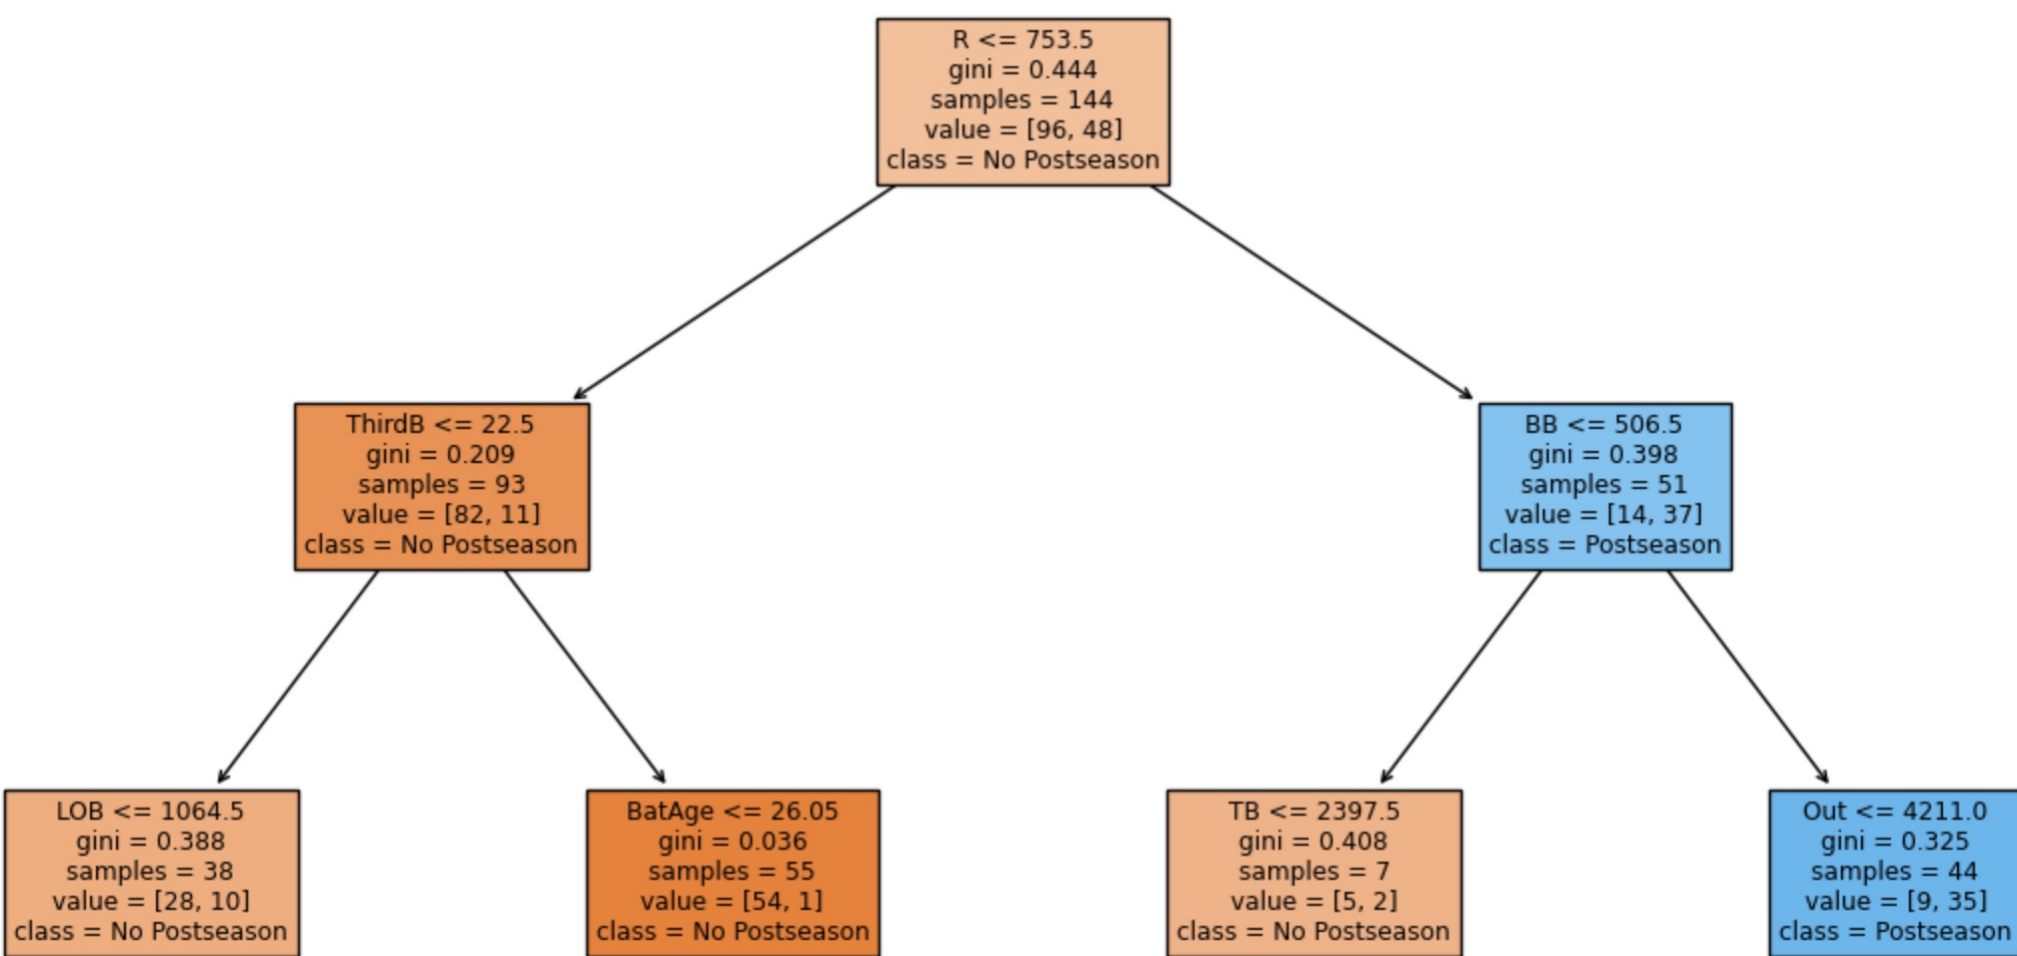 R <= 753.5
gini = 0.444
samples = 144
value = [96, 48]
class = No Postseason
ThirdB <= 22.5
gini = 0.209
samples = 93
value = [82, 11]
class = No Postseason
BB <= 506.5
gini = 0.398
samples = 51
value = [14, 37]
class = Postseason
LOB <= 1064.5
gini = 0.388
samples = 38
value = [28, 10]
class = No Postseason
BatAge <= 26.05
gini = 0.036
samples = 55
value = [54, 1]
class = No Postseason
TB <= 2397.5
gini = 0.408
samples = 7
value = [5, 2]
class = No Postseason
Out <= 4211.0
gini = 0.325
samples = 44
value = [9, 35]
class = Postseason